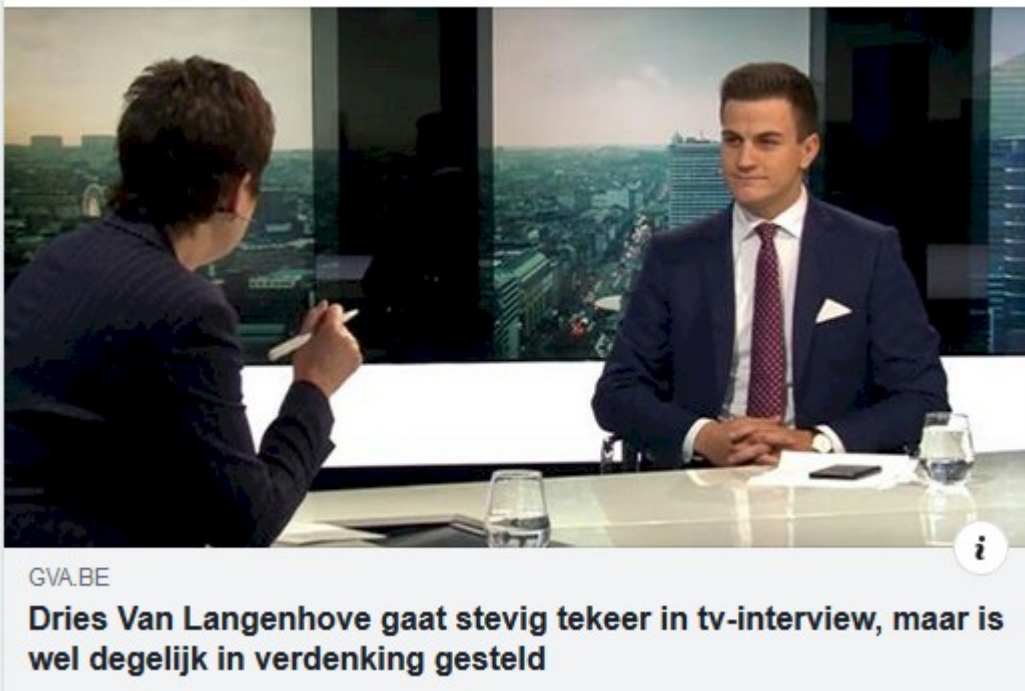 i
GVA.BE
Dries Van Langenhove gaat stevig tekeer in tv-interview, maar is
wel degelijk in verdenking gesteld